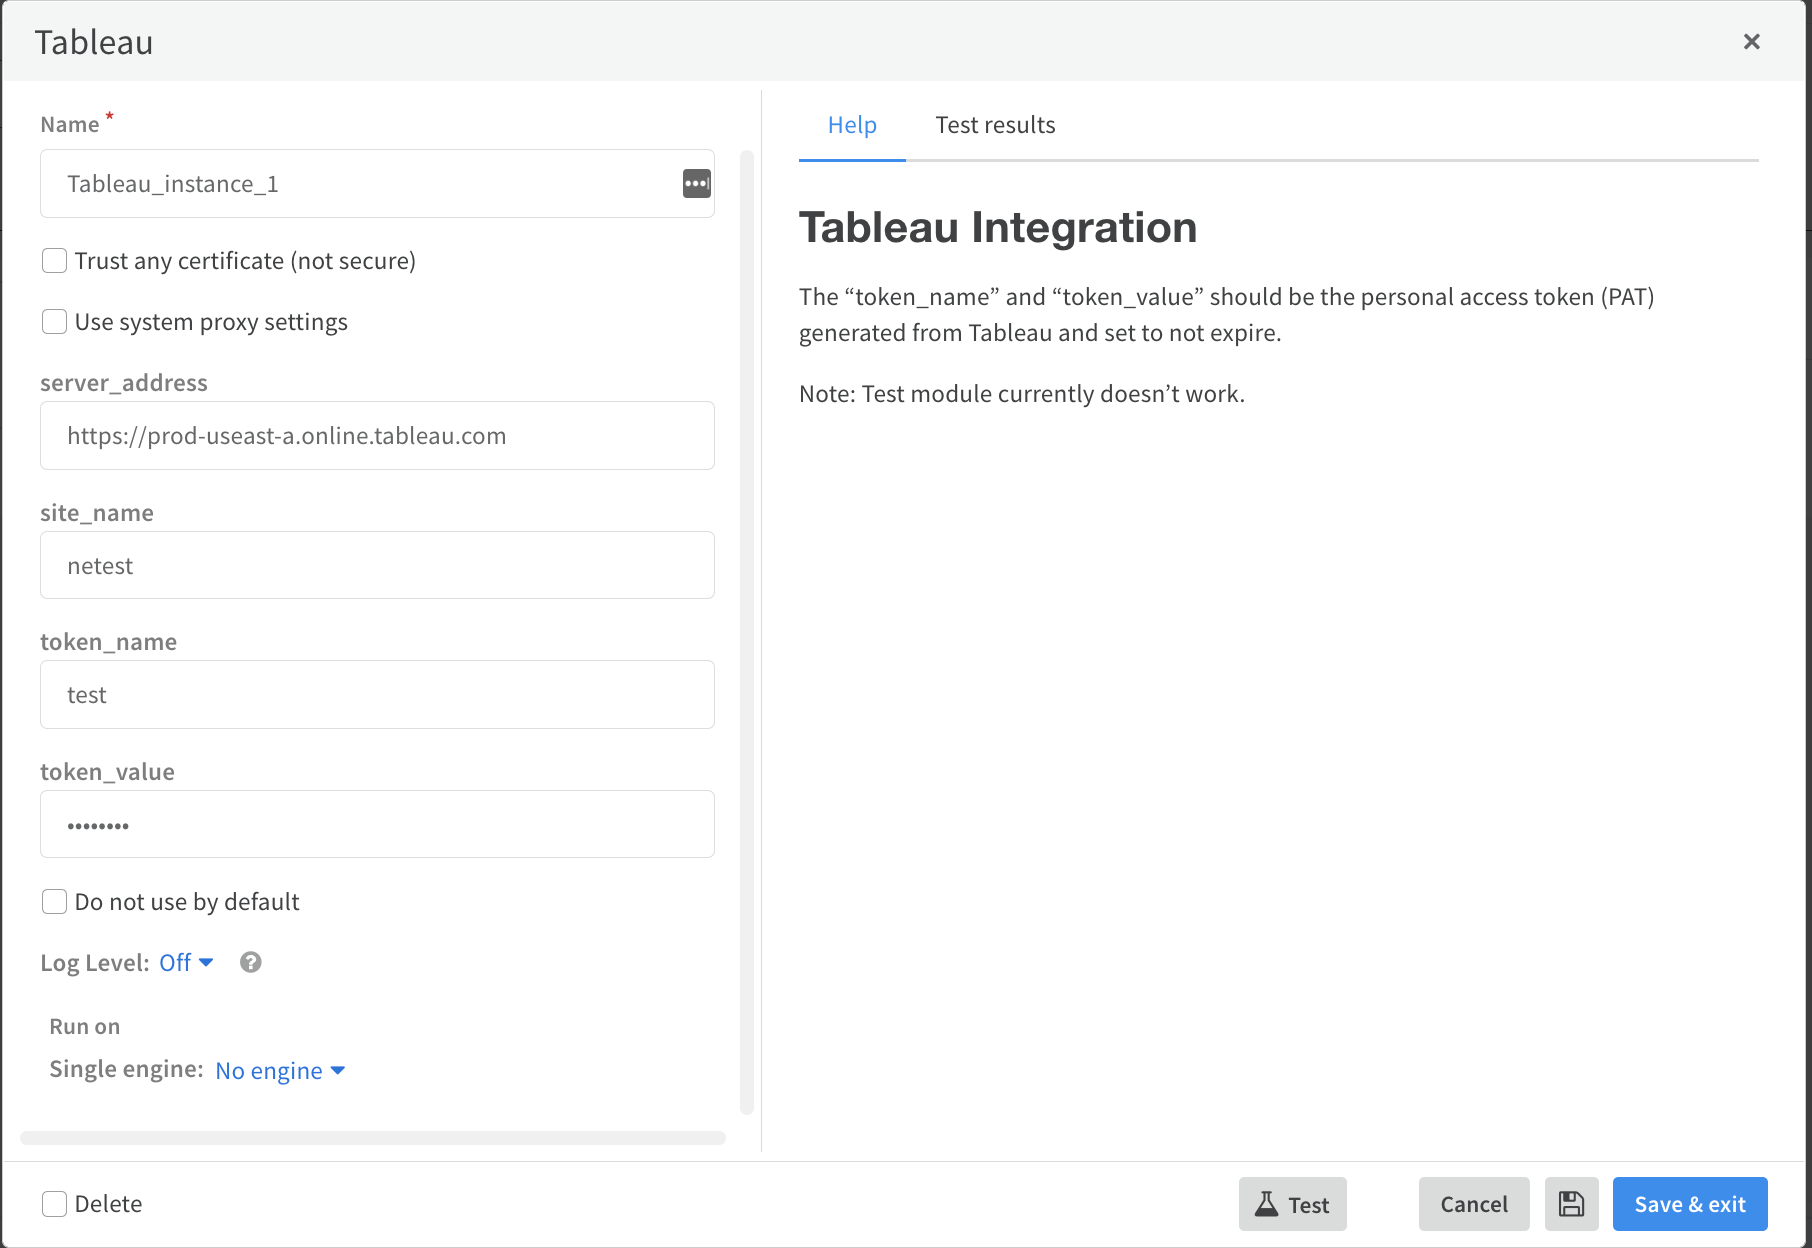 Tableau
Name *
Tableau_instance_1
Trust any certificate (not secure)
Use system proxy settings
server_address
https://prod-useast-a.online.tableau.com
site_name
netest
token_name
test
token_value
••••••••
Do not use by default
Log Level: Off
Run on
Single engine: No engine
Help
Test results
Tableau Integration
The “token_name” and “token_value” should be the personal access token (PAT)
generated from Tableau and set to not expire.
Note: Test module currently doesn’t work.
Delete
Test
Cancel
Save & exit